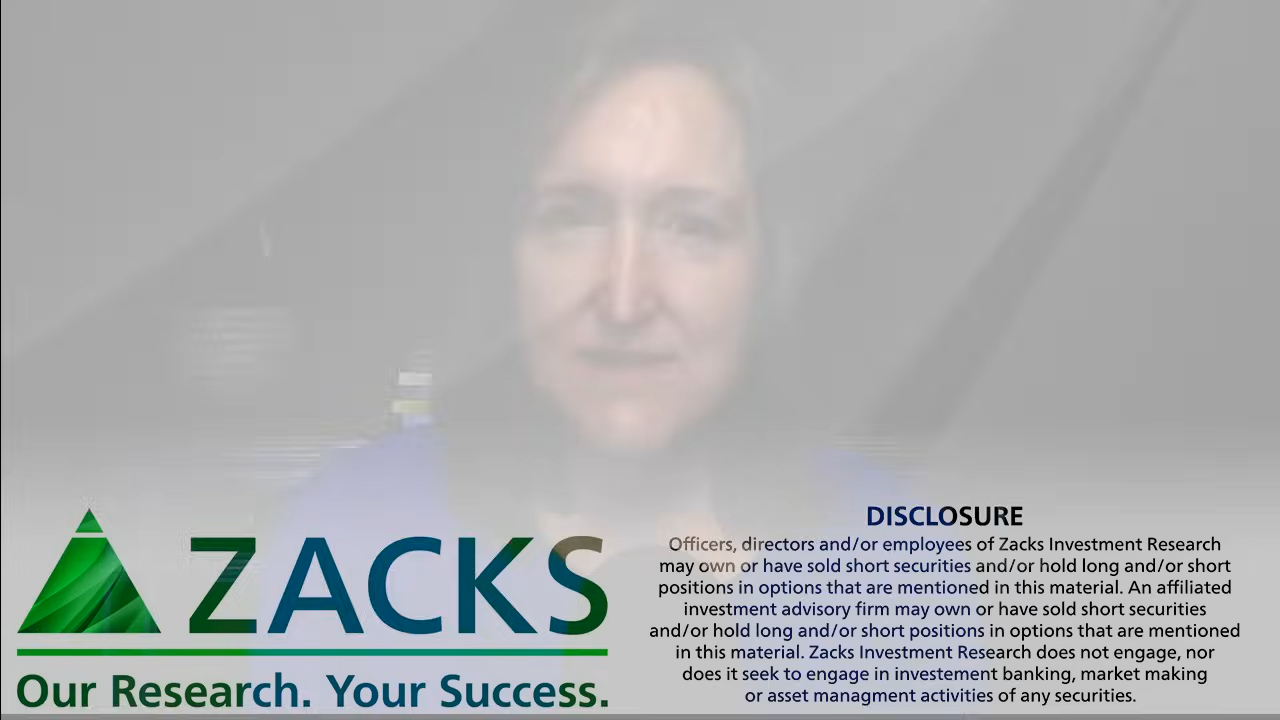 ZACKS
Our Research. Your Success.
DISCLOSURE
Officers, directors and/or employees of Zacks Investment Research
may own or have sold short securities and/or hold long and/or short
positions in options that are mentioned in this material. An affiliated
investment advisory firm may own or have sold short securities
and/or hold long and/or short positions in options that are mentioned
in this material. Zacks Investment Research does not engage, nor
does it seek to engage in investement banking, market making
or asset managment activities of any securities.